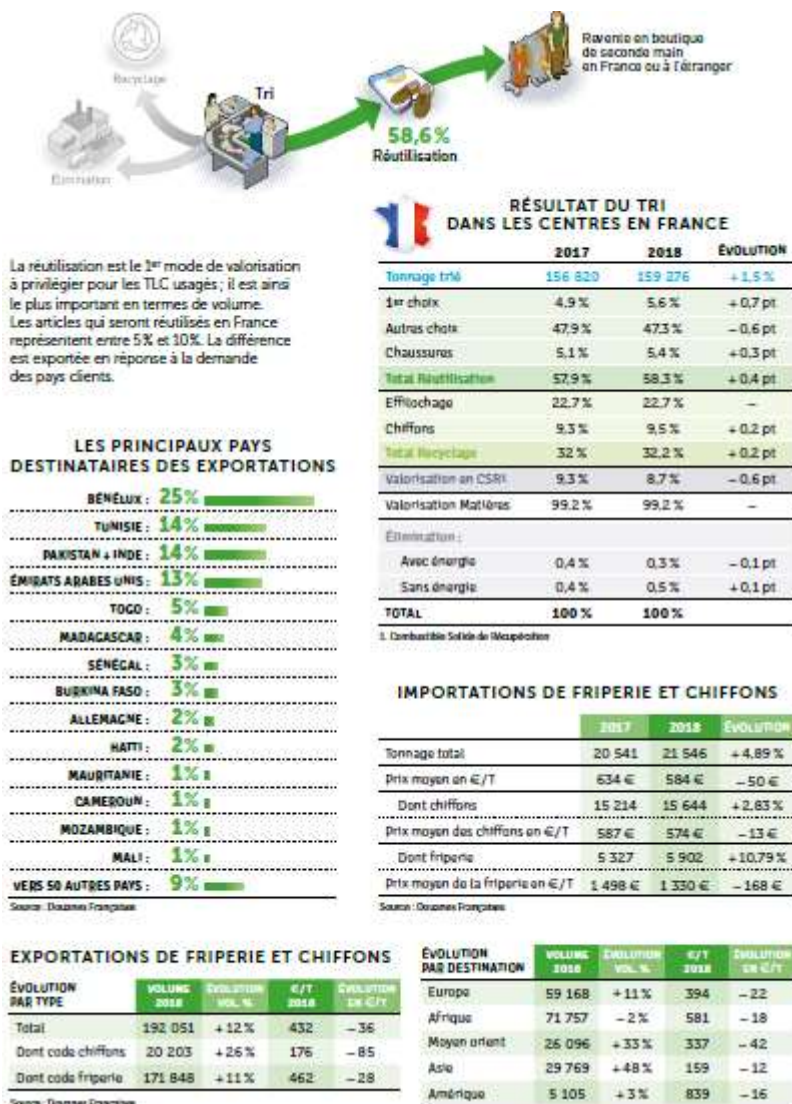 Recyclage
Elimination
Tri
58,6%
Réutilisation
Revente en boutique
de seconde main
en France ou à l'étranger
La réutilisation est le 1er mode de valorisation
à privilégier pour les TLC usagés ; il est ainsi
le plus important en termes de volume.
Les articles qui seront réutilisés en France
représentent entre 5% et 10%. La différence
est exportée en réponse à la demande
des pays clients.
LES PRINCIPAUX PAYS
DESTINATAIRES DES EXPORTATIONS
BÉNÉLUX : 25%
TUNISIE : 14%
PAKISTAN + INDE : 14%
ÉMIRATS ARABES UNIS : 13%
TOGO : 5%
MADAGASCAR : 4%
SÉNÉGAL : 3%
BURKINA FASO : 3%
ALLEMAGNE : 2%
HAÏTI : 2%
MAURITANIE : 1%
CAMEROUN : 1%
MOZAMBIQUE : 1%
MALI : 1%
VERS 50 AUTRES PAYS : 9%
Source : Douanes Françaises
RÉSULTAT DU TRI
DANS LES CENTRES EN FRANCE
2017 2018 ÉVOLUTION
Tonnage trié 156 820 159 276 +1,5 %
1er choix 4,9 % 5,6 % +0,7 pt
Autres choix 47,9 % 47,3 % –0,6 pt
Chaussures 5,1 % 5,4 % +0,3 pt
Total Réutilisation 57,9 % 58,3 % +0,4 pt
Effilochage 22,7 % 22,7 % –
Chiffons 9,3 % 9,5 % +0,2 pt
Total Recyclage 32 % 32,2 % +0,2 pt
Valorisation en CSR1 9,3 % 8,7 % –0,6 pt
Valorisation Matières 99,2 % 99,2 % –
Élimination :
Avec énergie 0,4 % 0,3 % –0,1 pt
Sans énergie 0,4 % 0,5 % +0,1 pt
TOTAL 100 % 100 %
1. Combustible Solide de Récupération
IMPORTATIONS DE FRIPERIE ET CHIFFONS
2017 2018 ÉVOLUTION
Tonnage total 20 541 21 546 +4,89 %
Prix moyen en €/T 634 € 584 € –50 €
Dont chiffons 15 214 15 644 +2,83 %
Prix moyen des chiffons en €/T 587 € 574 € –13 €
Dont friperie 5 327 5 902 +10,79 %
Prix moyen de la friperie en €/T 1 498 € 1 330 € –168 €
Source : Douanes Françaises
EXPORTATIONS DE FRIPERIE ET CHIFFONS
ÉVOLUTION
PAR TYPE
VOLUME
2018
ÉVOLUTION
VOL. %
€/T
2018
ÉVOLUTION
EN €/T
Total 192 051 +12 % 432 –36
Dont code chiffons 20 203 +26 % 176 –85
Dont code friperie 171 848 +11 % 462 –28
Source : Douanes Françaises
ÉVOLUTION
PAR DESTINATION
VOLUME
2018
ÉVOLUTION
VOL. %
€/T
2018
ÉVOLUTION
EN €/T
Europe 59 168 +11 % 394 –22
Afrique 71 757 –2 % 581 –18
Moyen orient 26 096 +33 % 337 –42
Asie 29 769 +48 % 159 –12
Amérique 5 105 +3 % 839 –16